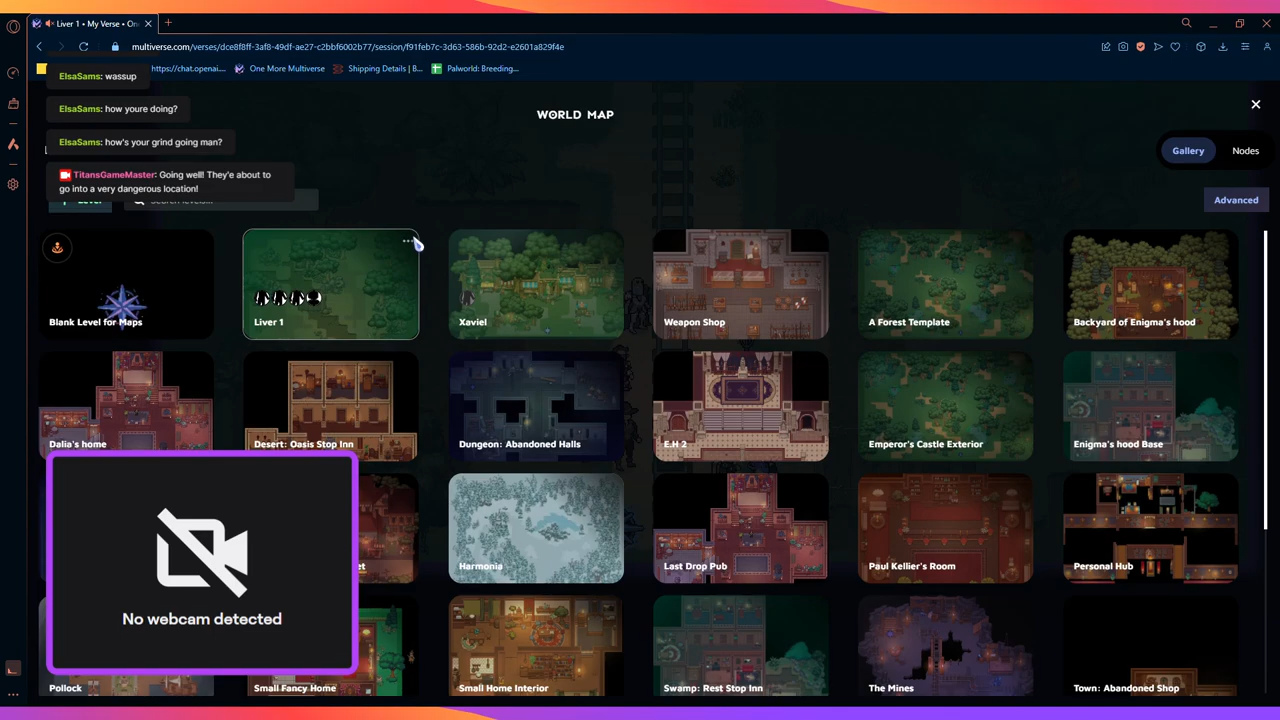 Liver 1 • My Verse • On
multiverse.com/verses/dce8f8ff-3af8-49df-ae27-c2bbf6002b77/session/f91feb7c-3d63-586b-92d2-e2601a829f4e
https://chat.openai....
One More Multiverse
Shipping Details | B...
Palworld: Breeding...
ElsaSams: wassup
ElsaSams: how youre doing?
ElsaSams: how's your grind going man?
TitansGameMaster: Going well! They'e about to
go into a very dangerous location!
WORLD MAP
Gallery
Nodes
Advanced
Blank Level for Maps
Liver 1
Xaviel
Weapon Shop
A Forest Template
Backyard of Enigma's hood
Dalia's home
Desert: Oasis Stop Inn
Dungeon: Abandoned Halls
E.H 2
Emperor's Castle Exterior
Enigma's hood Base
et
Harmonia
Last Drop Pub
Paul Kellier's Room
Personal Hub
No webcam detected
Pollock
Small Fancy Home
Small Home Interior
Swamp: Rest Stop Inn
The Mines
Town: Abandoned Shop